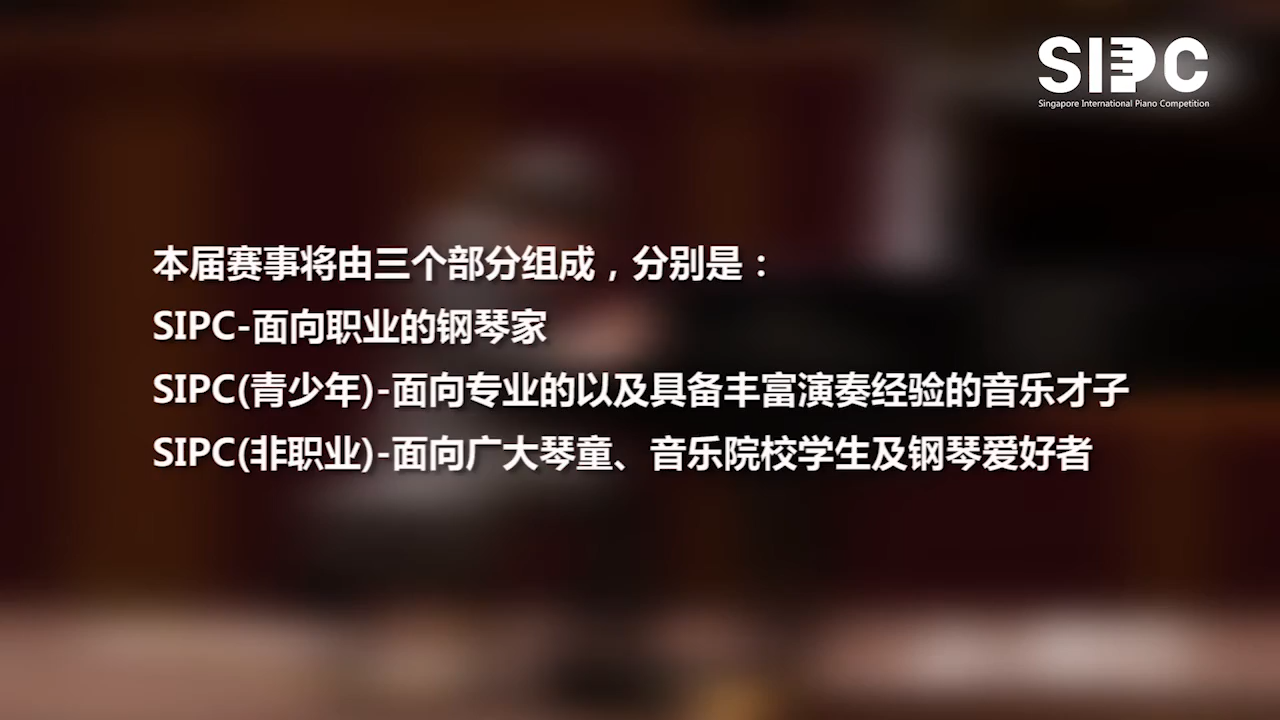 SIPC
Singapore International Piano Competition
本届赛事将由三个部分组成，分别是：
SIPC-面向职业的钢琴家
SIPC(青少年)-面向专业的以及具备丰富演奏经验的音乐才子
SIPC(非职业)-面向广大琴童、音乐院校学生及钢琴爱好者